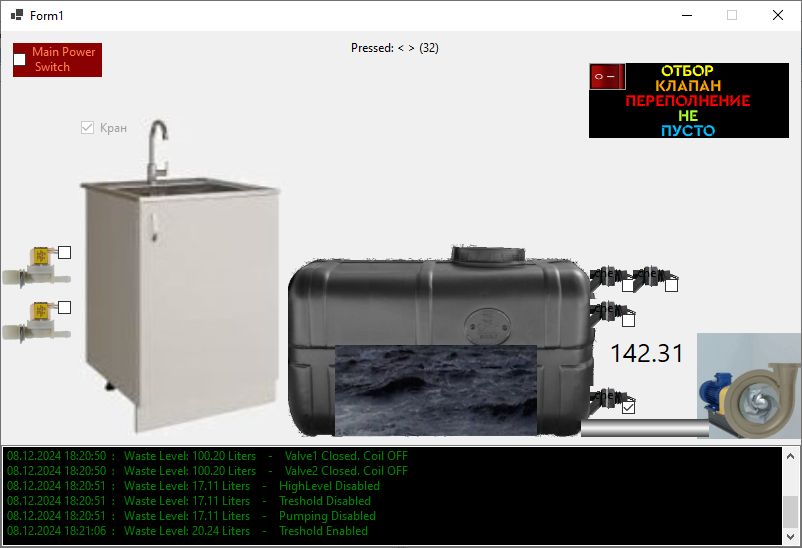 Form1
Main Power
Switch
Pressed: < > (32)
ОТБОР
КЛАПАН
ПЕРЕПОЛНЕНИЕ
НЕ
ПУСТО
Кран
142.31
08.12.2024 18:20:50 : Waste Level: 100.20 Liters - Valve1 Closed. Coil OFF
08.12.2024 18:20:50 : Waste Level: 100.20 Liters - Valve2 Closed. Coil OFF
08.12.2024 18:20:51 : Waste Level: 17.11 Liters - HighLevel Disabled
08.12.2024 18:20:51 : Waste Level: 17.11 Liters - Treshold Disabled
08.12.2024 18:20:51 : Waste Level: 17.11 Liters - Pumping Disabled
08.12.2024 18:21:06 : Waste Level: 20.24 Liters - Treshold Enabled